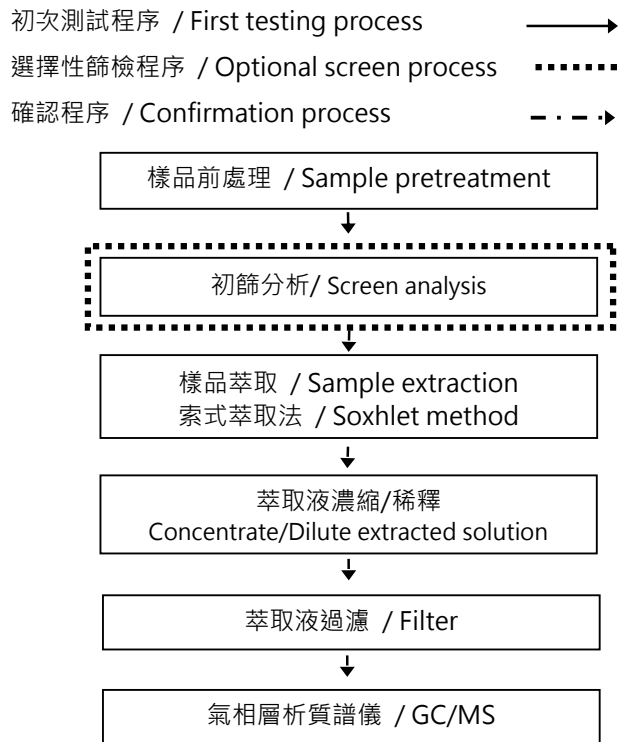 初次測試程序 / First testing process
選擇性篩檢程序 / Optional screen process
確認程序 / Confirmation process
樣品前處理 / Sample pretreatment
初篩分析/ Screen analysis
樣品萃取 / Sample extraction
索式萃取法 / Soxhlet method
萃取液濃縮/稀釋
Concentrate/Dilute extracted solution
萃取液過濾 / Filter
氣相層析質譜儀 / GC/MS